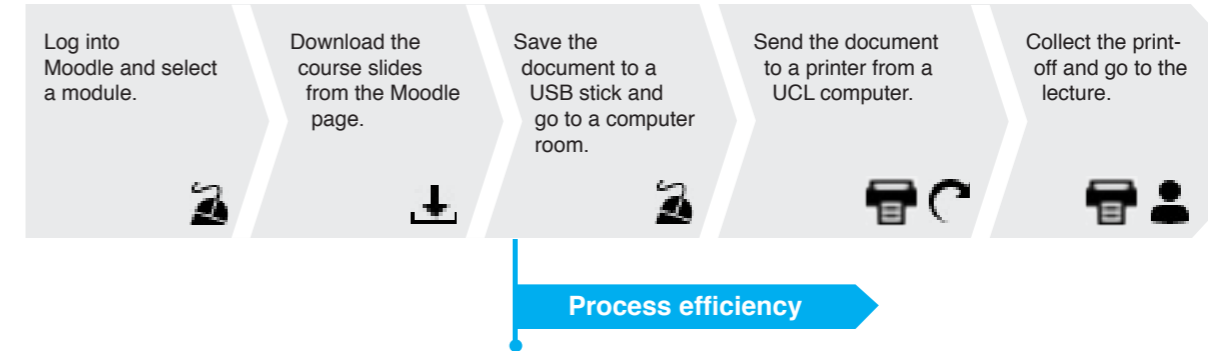 Log into
Moodle and select
a module.
Download the
course slides
from the Moodle
page.
Save the
document to a
USB stick and
go to a computer
room.
Send the document
to a printer from a
UCL computer.
Collect the print-
off and go to the
lecture.
Process efficiency